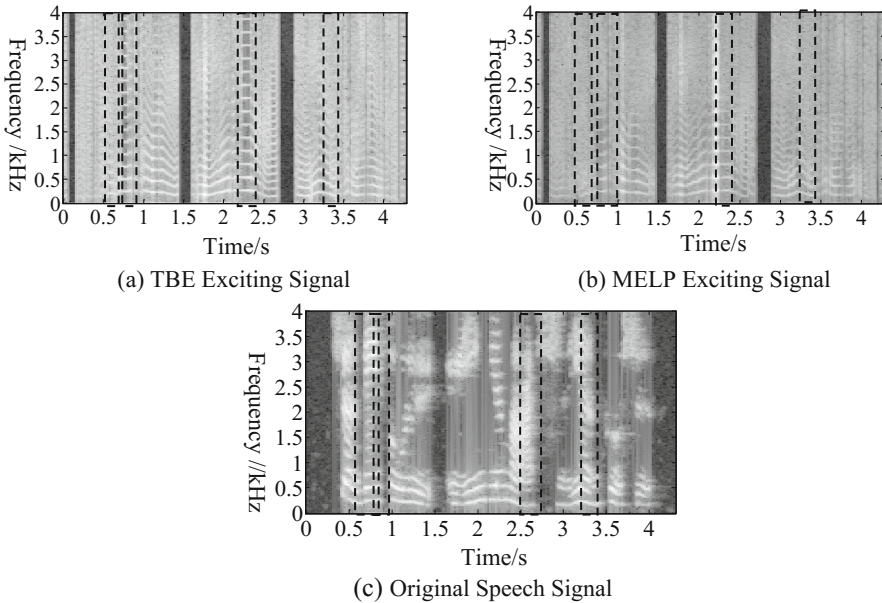 Frequency /kHz
4
3.5
3
2.5
2
1.5
1
0.5
0
0 0.5 1 1.5 2 2.5 3 3.5 4
Time/s
(a) TBE Exciting Signal
Frequency /kHz
4
3.5
3
2.5
2
1.5
1
0.5
0
0 0.5 1 1.5 2 2.5 3 3.5 4
Time/s
(b) MELP Exciting Signal
Frequency //kHz
4
3.5
3
2.5
2
1.5
1
0.5
0
0 0.5 1 1.5 2 2.5 3 3.5 4
Time/s
(c) Original Speech Signal